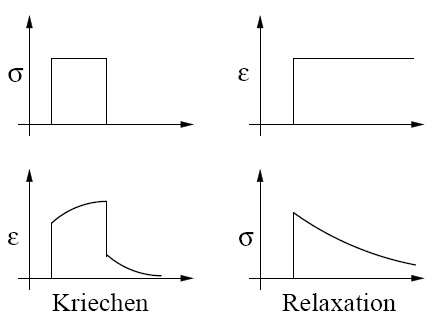 σ
ε
ε
σ
Kriechen
Relaxation